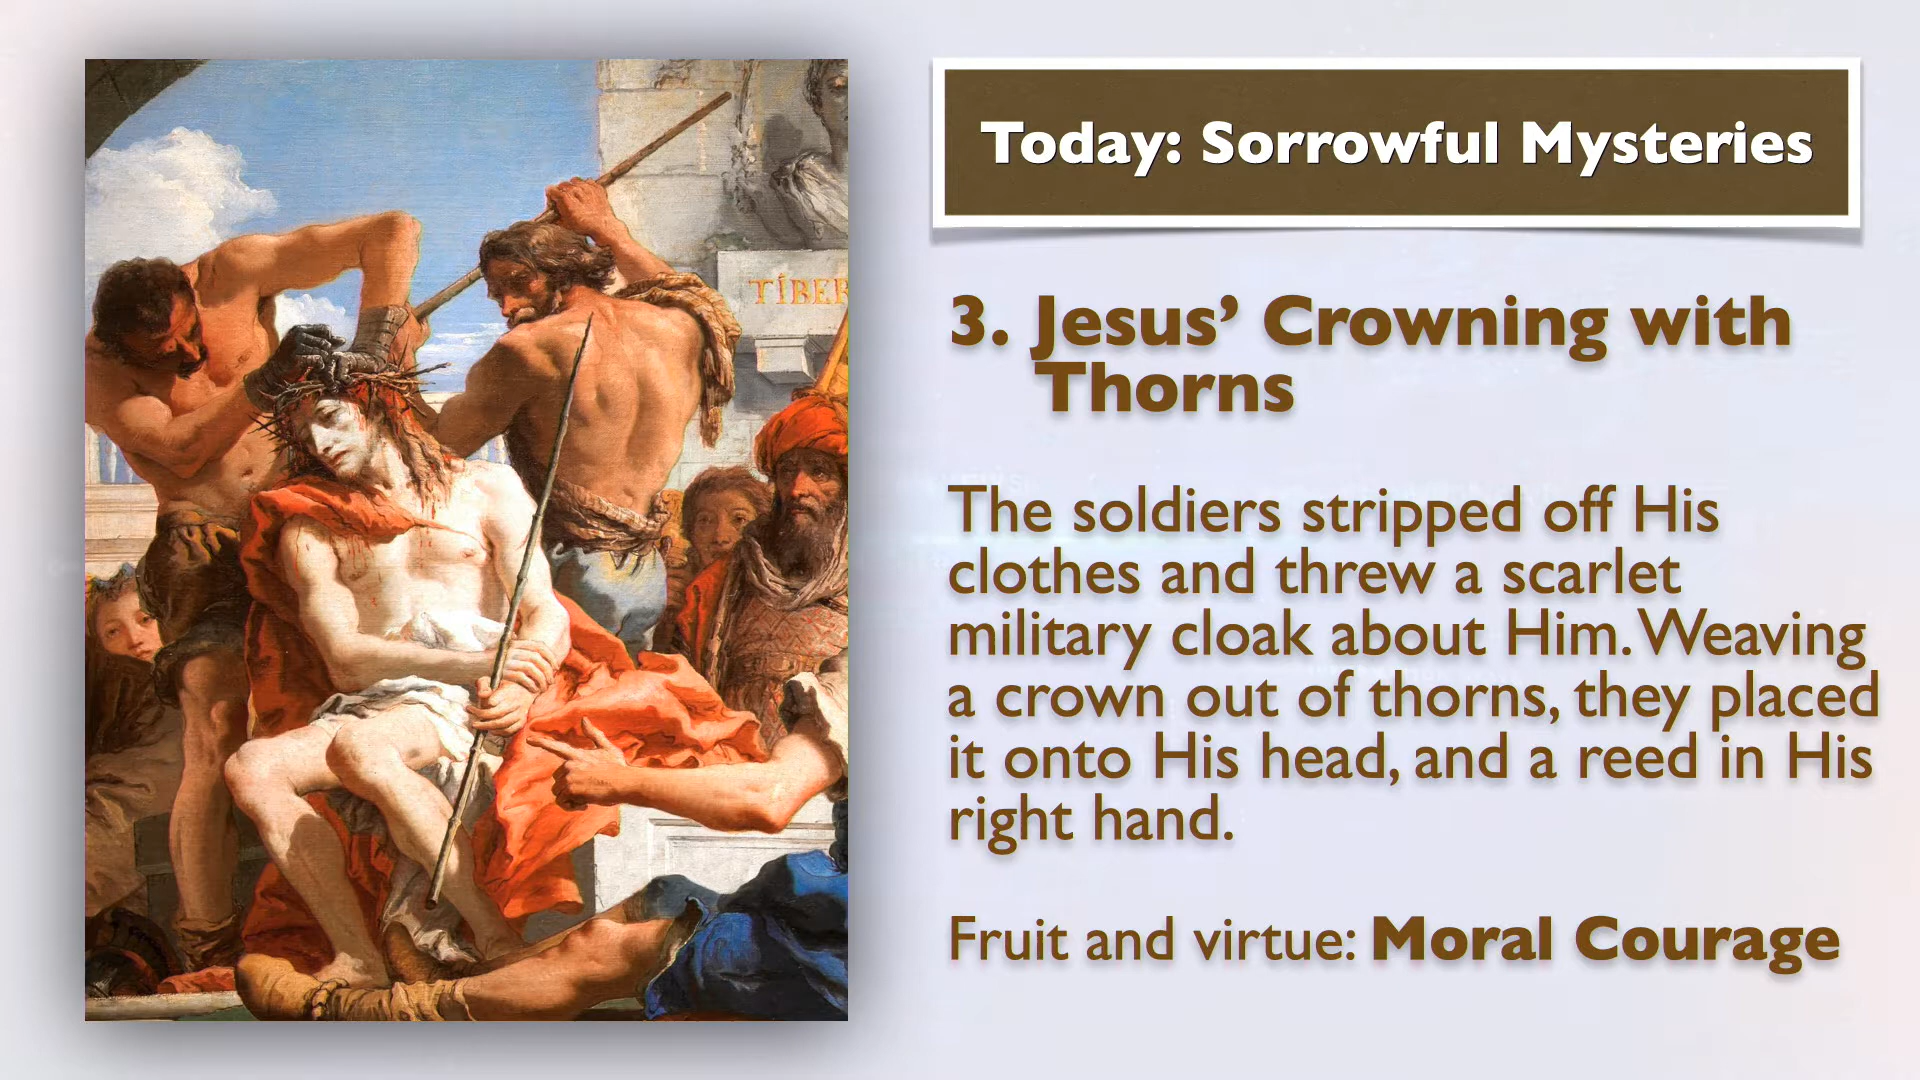 Today: Sorrowful Mysteries
3. Jesus’ Crowning with
Thorns
The soldiers stripped off His
clothes and threw a scarlet
military cloak about Him. Weaving
a crown out of thorns, they placed
it onto His head, and a reed in His
right hand.
Fruit and virtue: Moral Courage
TIBER